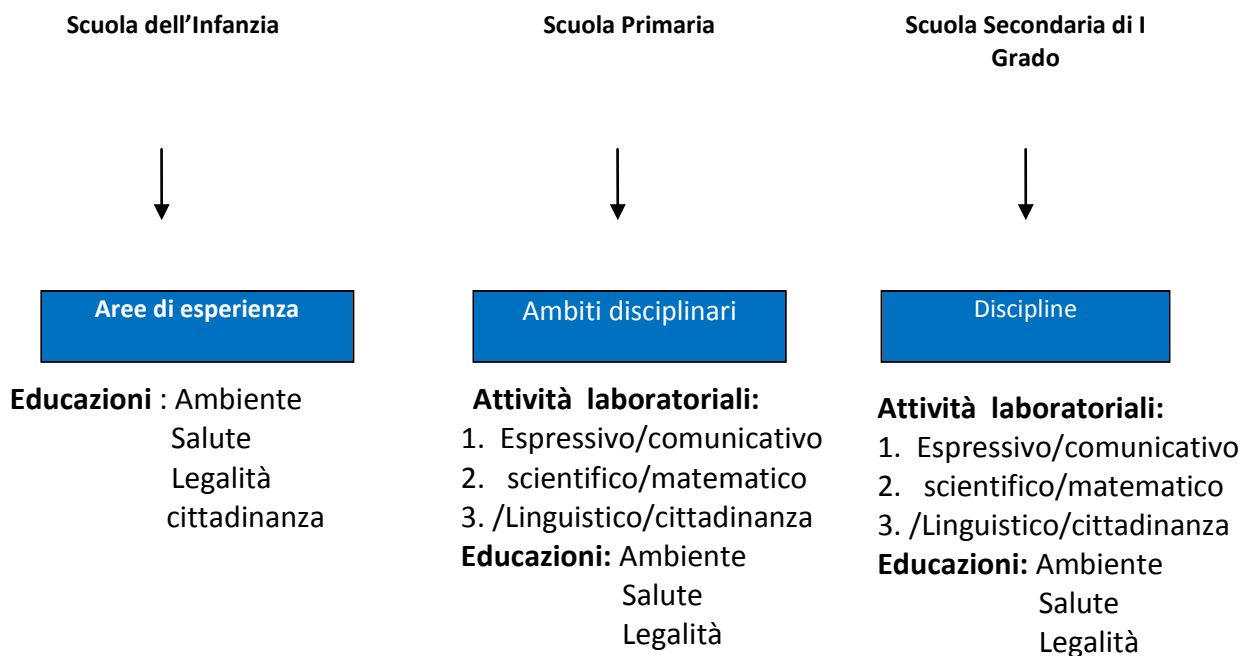 Scuola dell’Infanzia
Scuola Primaria
Scuola Secondaria di I
Grado
Aree di esperienza
Ambiti disciplinari
Discipline
Educazioni : Ambiente
Salute
Legalità
cittadinanza
Attività laboratoriali:
1. Espressivo/comunicativo
2. scientifico/matematico
3. /Linguistico/cittadinanza
Educazioni: Ambiente
Salute
Legalità
Attività laboratoriali:
1. Espressivo/comunicativo
2. scientifico/matematico
3. /Linguistico/cittadinanza
Educazioni: Ambiente
Salute
Legalità